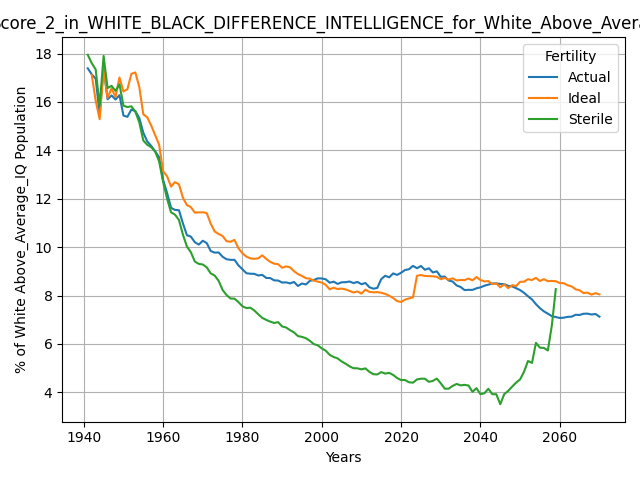 core_2_in_WHITE_BLACK_DIFFERENCE_INTELLIGENCE_for_White_Above_Avera
Fertility
Actual
Ideal
Sterile
% of White Above_Average_IQ Population
18
16
14
12
10
8
6
4
1940 1960 1980 2000 2020 2040 2060
Years